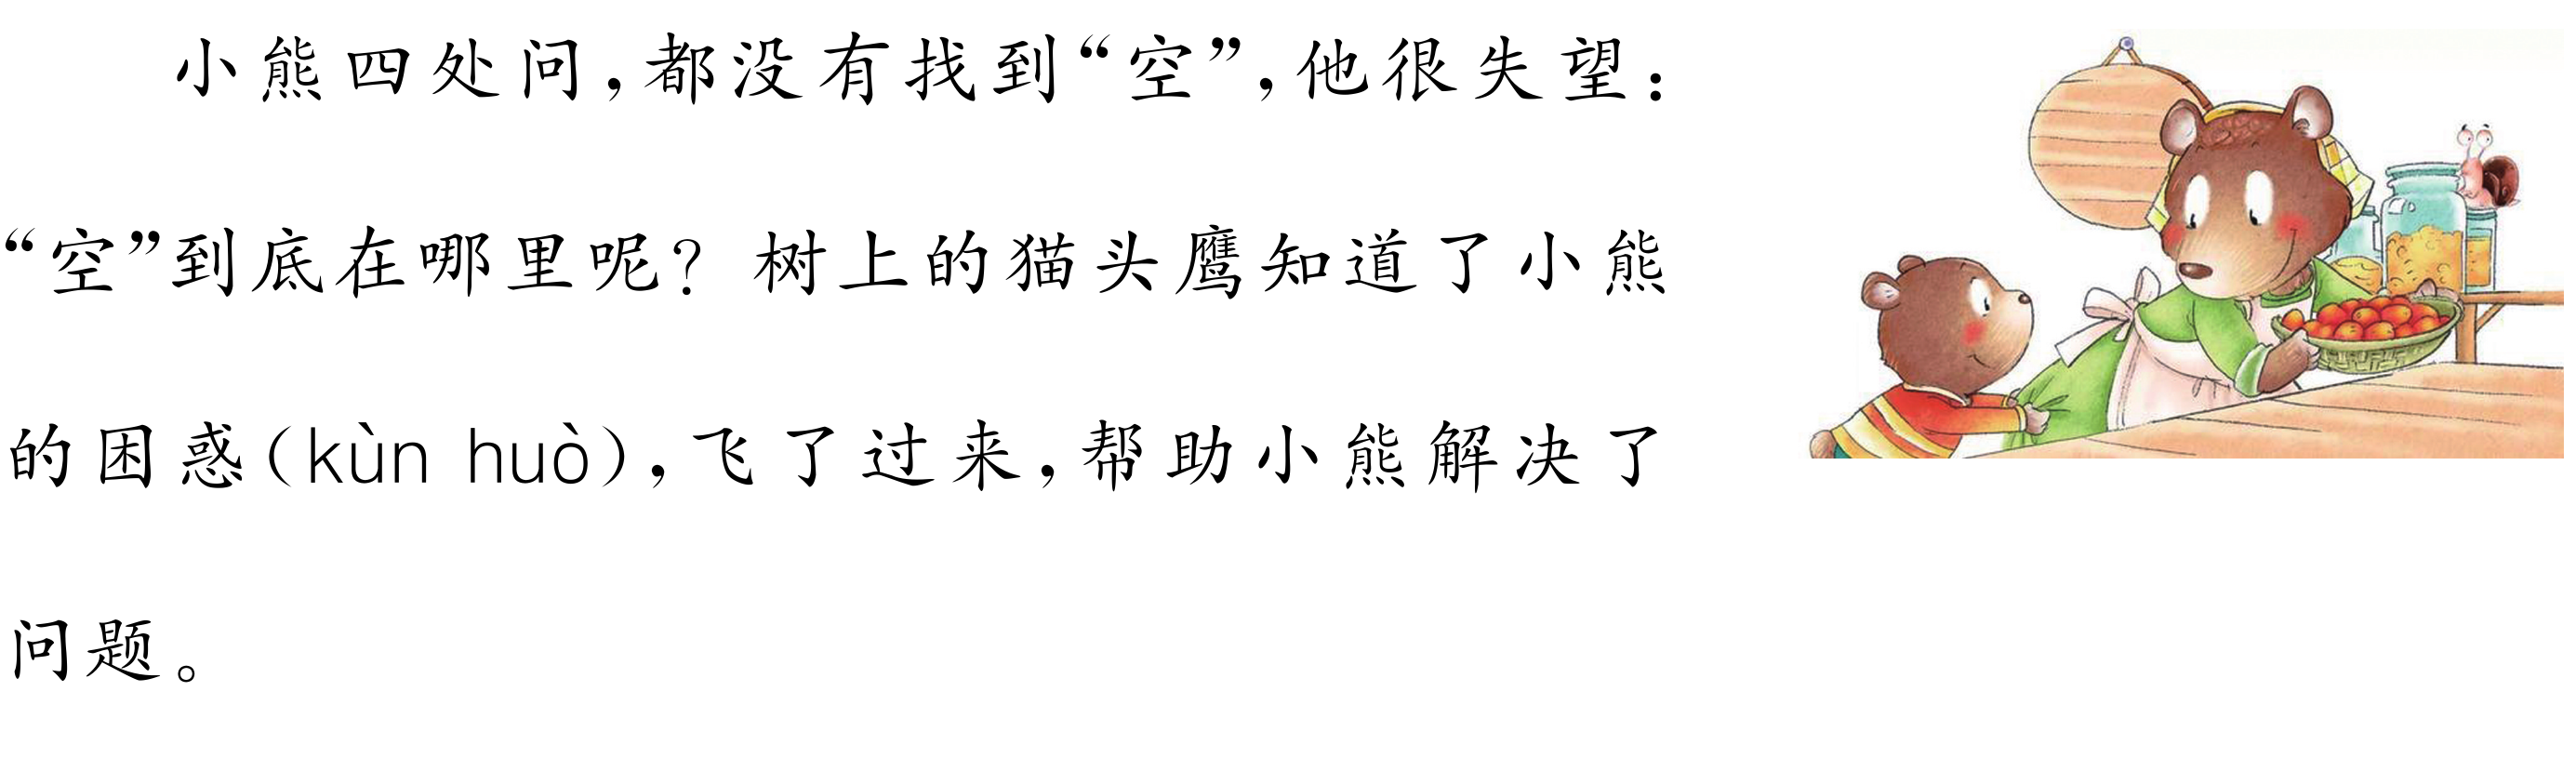 小熊四处问,都没有找到“空”,他很失望:
“空”到底在哪里呢? 树上的猫头鹰知道了小熊
的困惑(kùn huò),飞了过来,帮助小熊解决了
问题。